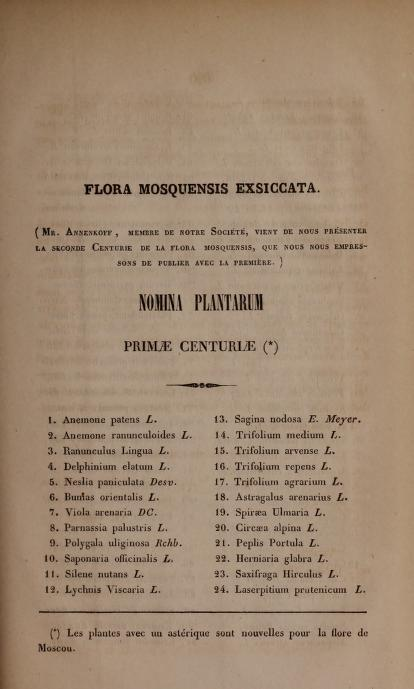 FLORA MOSQUENSIS EXSICCATA.
(MR. ANNENKOFF, MEMBRE DE NOTRE SOCIÉTÉ, VIENT DE NOUS PRÉSENTER
LA SECONDE CENTURIE DE LA FLORA MOSQUENSIS, QUE NOUS NOUS EMPRES-
SONS DE PUBLIER AVEC LA PREMIÈRE.)
NOMINA PLANTARUM
PRIMÆ CENTURIÆ (*)
1. Anemone patens L.
2. Anemone ranunculoides L.
3. Ranunculus Lingua L.
4. Delphinium elatum L.
5. Neslia paniculata Desv.
6. Bunias orientalis L.
7. Viola arenaria DC.
8. Parnassia palustris L.
9. Polygala uliginosa Rchb.
10. Saponaria officinalis L.
11. Silene nutans L.
12. Lychnis Viscaria L.
13. Sagina nodosa E. Meyer.
14. Trifolium medium L.
15. Trifolium arvense L.
16. Trifolium repens L.
17. Trifolium agrarium L.
18. Astragalus arenarius L.
19. Spiræa Ulmaria L.
20. Circæa alpina L.
21. Peplis Portula L.
22. Herniaria glabra L.
23. Saxifraga Hirculus L.
24. Laserpitium prutenicum L.
(*) Les plantes avec un astérique sont nouvelles pour la flore de
Moscou.